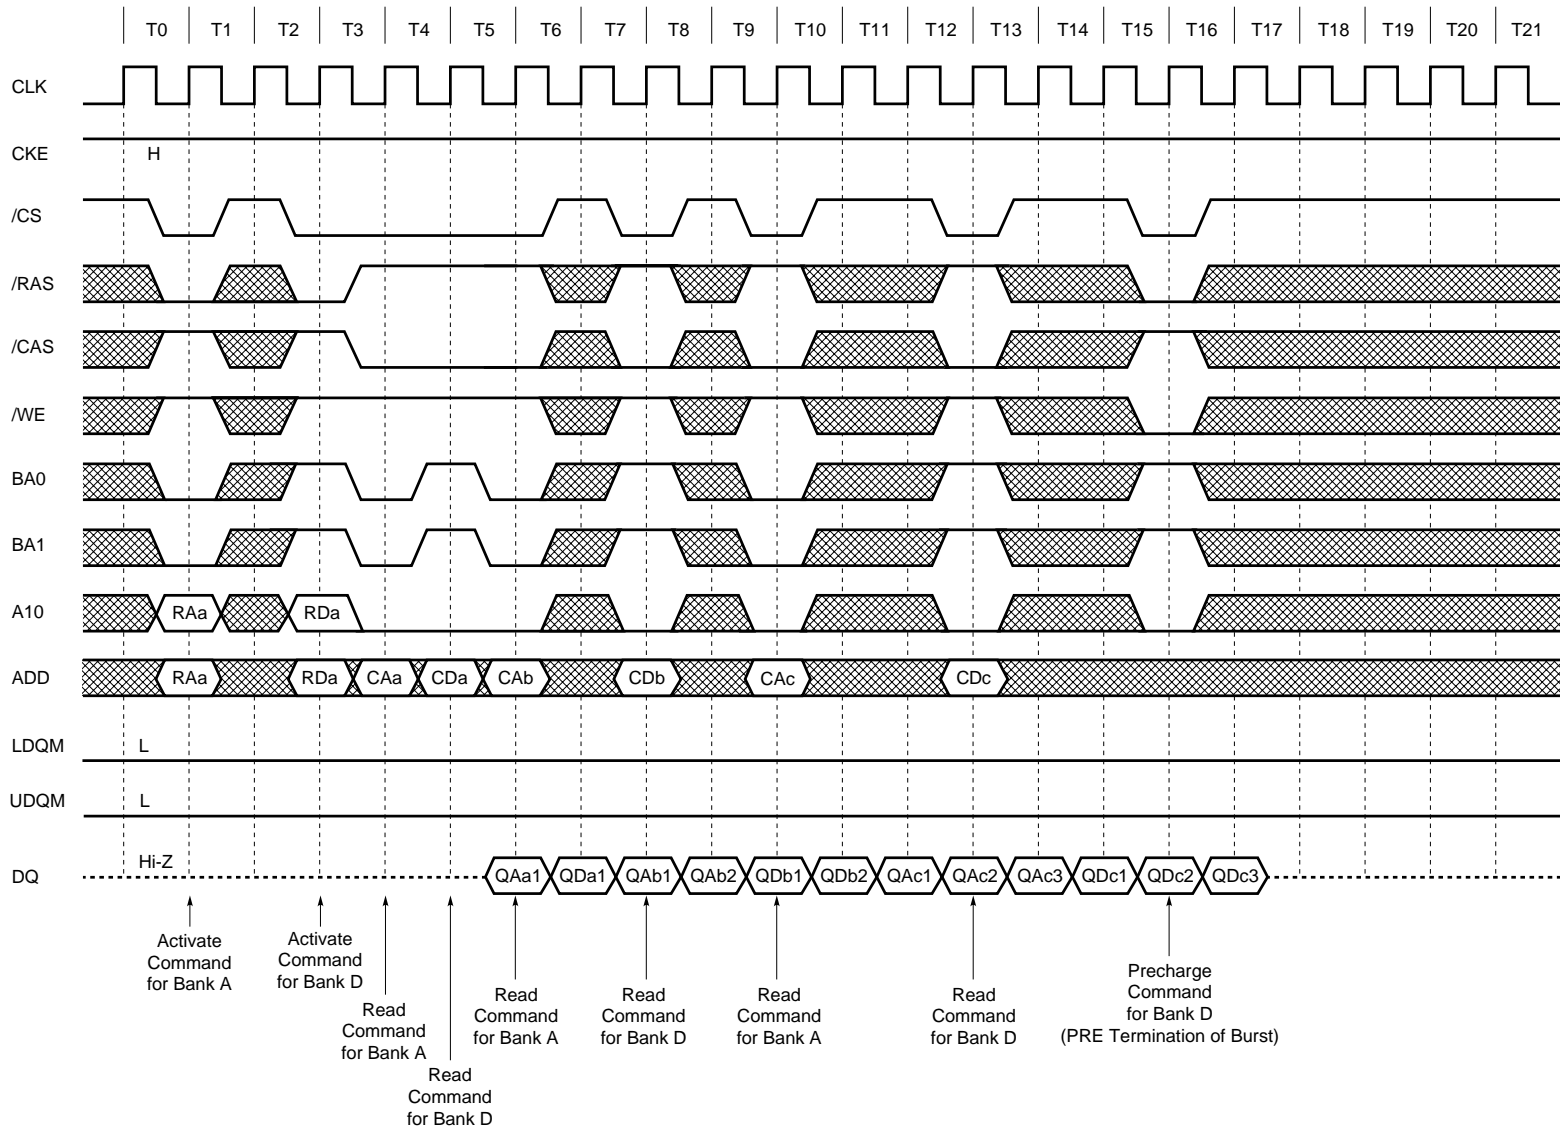 T0 T1 T2 T3 T4 T5 T6 T7 T8 T9 T10 T11 T12 T13 T14 T15 T16 T17 T18 T19 T20 T21
CLK
CKE H
/CS
/RAS
/CAS
/WE
BA0
BA1
A10 RAa RDa
ADD RAa RDa CAa CDa CAb CDb CAc CDc
LDQM L
UDQM L
DQ Hi-Z QAa1 QDa1 QAb1 QAb2 QDb1 QDb2 QAc1 QAc2 QAc3 QDc1 QDc2 QDc3
Activate
Command
for Bank A
Activate
Command
for Bank D
Read
Command
for Bank A
Read
Command
for Bank D
Read
Command
for Bank A
Read
Command
for Bank D
Read
Command
for Bank A
Read
Command
for Bank D
Precharge
Command
for Bank D
(PRE Termination of Burst)